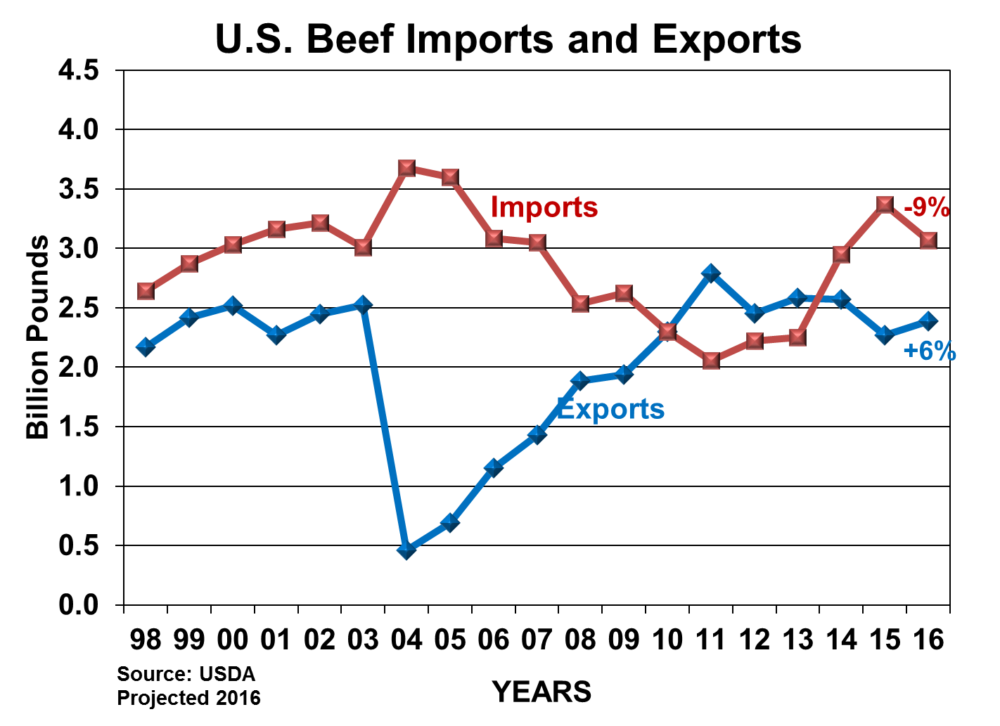 U.S. Beef Imports and Exports
4.5
4.0
3.5
3.0
2.5
2.0
1.5
1.0
0.5
0.0
Billion Pounds
Imports
-9%
Exports
+6%
98 99 00 01 02 03 04 05 06 07 08 09 10 11 12 13 14 15 16
Source: USDA
Projected 2016
YEARS